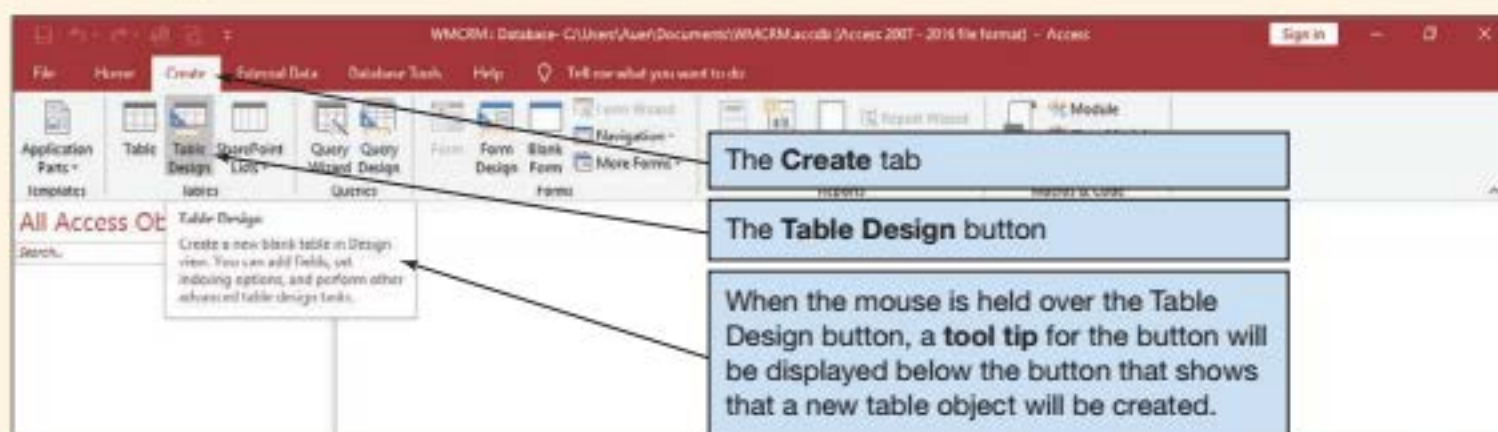 WMCRM : Database- C:\Users\Auer\Documents\WMCRM.accdb (Access 2007 - 2016 file format) - Access
Sign in
File Home Create External Data Database Tools Help Tell me what you want to do
Application Parts
Table
Table Design
SharePoint Lists
Query Wizard
Query Design
Form
Form Design
Blank Form
Form Wizard
Navigation
More Forms
Report Wizard
Module
Templates
Tables
Queries
Forms
Reports
Macros & Code
The Create tab
All Access Ob
Search...
Table Design
Create a new blank table in Design
view. You can add fields, set
indexing options, and perform other
advanced table design tasks.
The Table Design button
When the mouse is held over the Table
Design button, a tool tip for the button will
be displayed below the button that shows
that a new table object will be created.